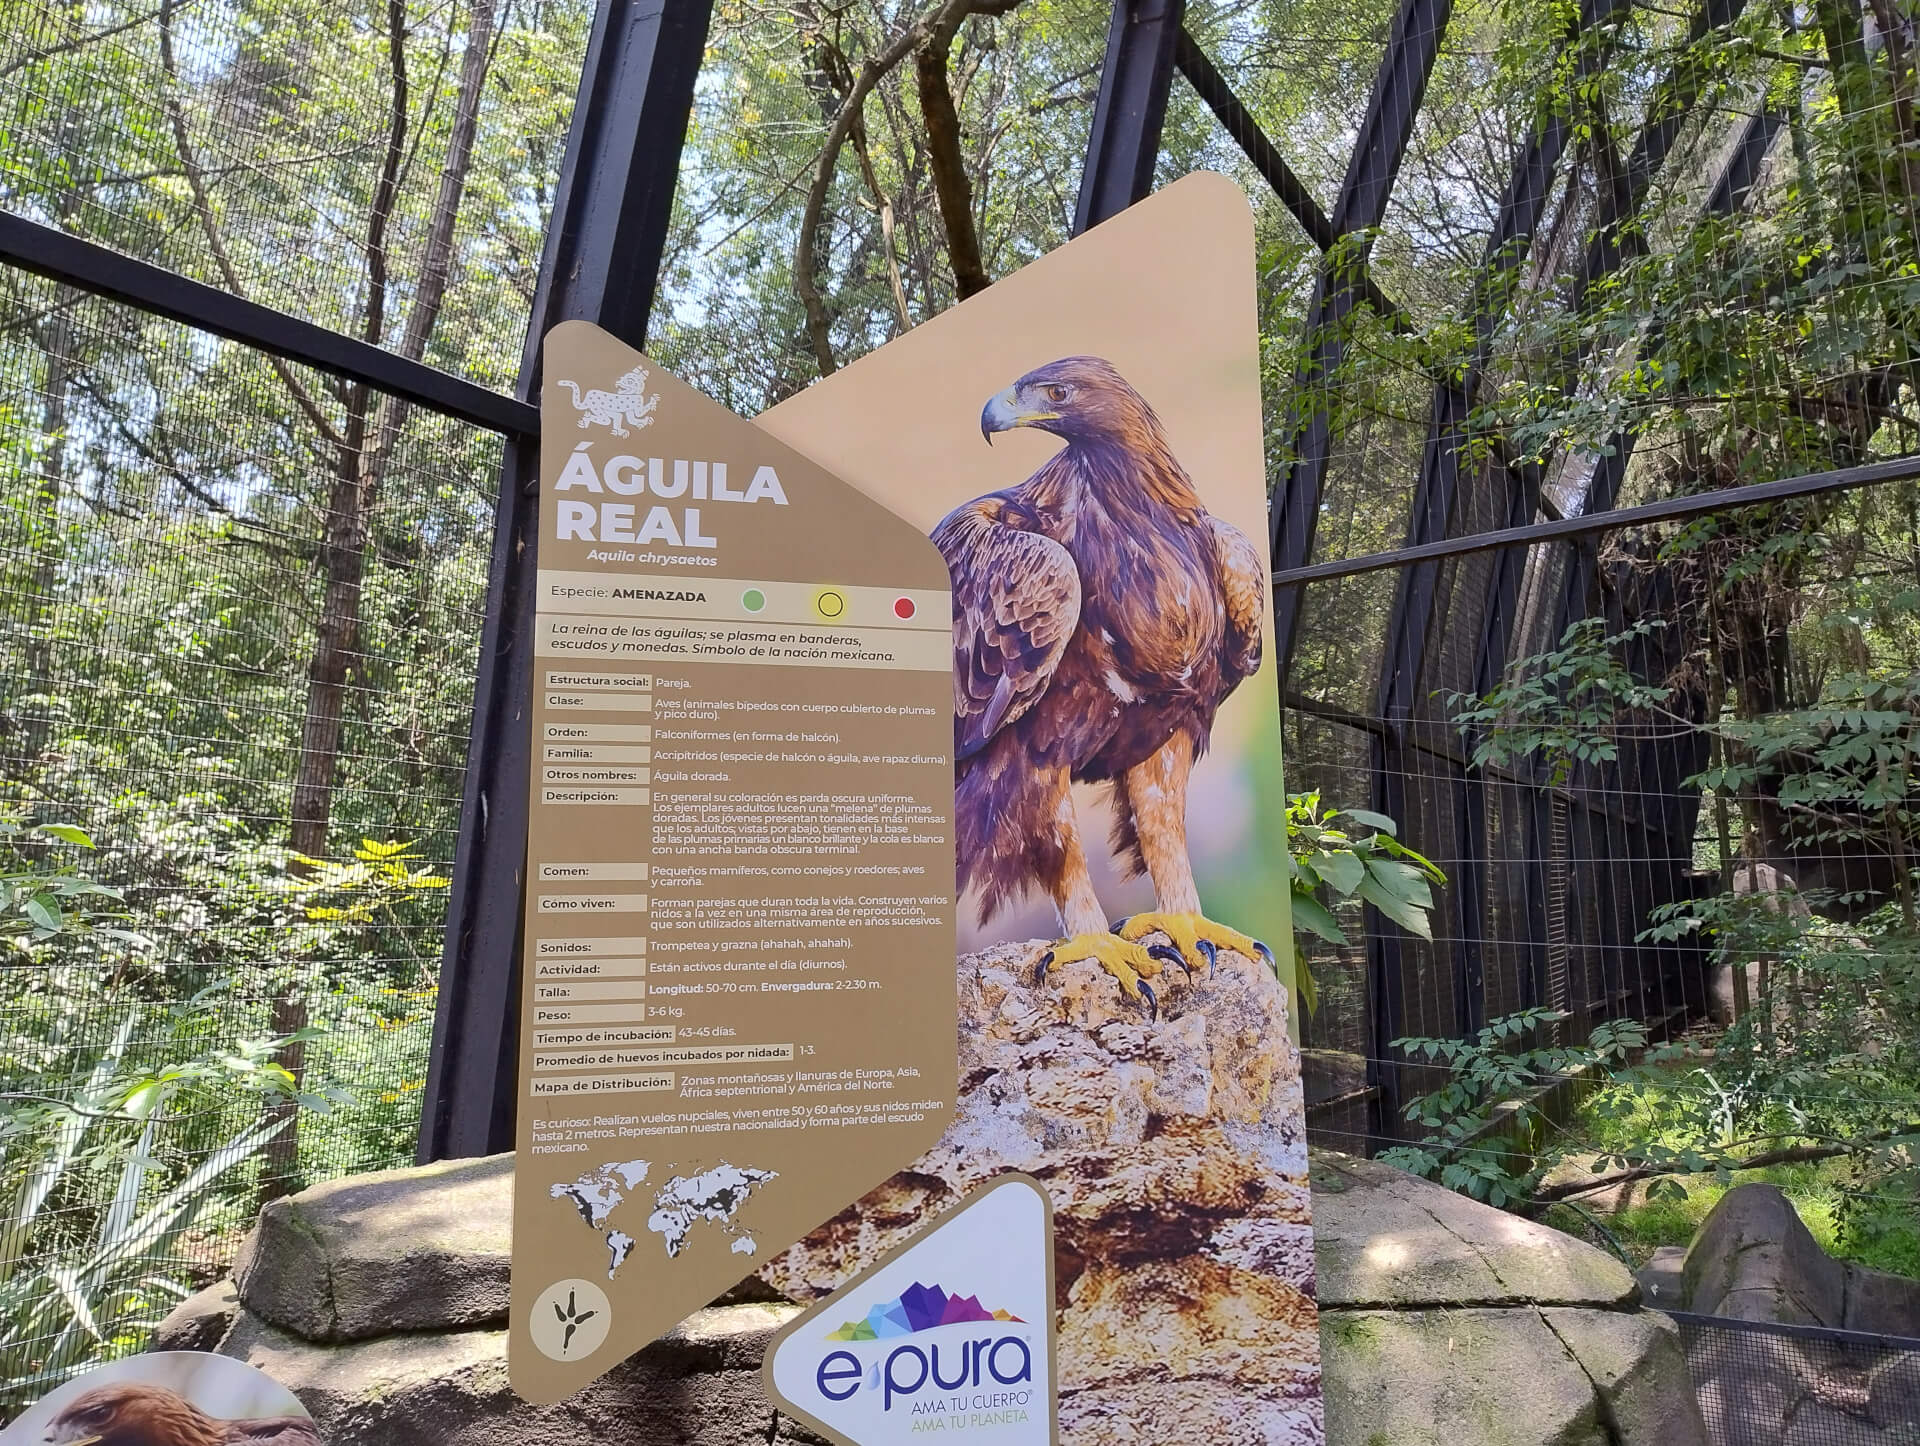 ÁGUILA
REAL
Aquila chrysaetos
Especie: AMENAZADA
La reina de las águilas; se plasma en banderas,
escudos y monedas. Símbolo de la nación mexicana.
Estructura social: Pareja.
Clase: Aves (animales bípedos con cuerpo cubierto de plumas
y pico duro).
Orden: Falconiformes (en forma de halcón).
Familia: Accipítridos (especie de halcón o águila, ave rapaz diurna).
Otros nombres: Águila dorada.
Descripción: En general su coloración es parda oscura uniforme.
Los ejemplares adultos lucen una "melena" de plumas
doradas. Los jóvenes presentan tonalidades más intensas
que los adultos; vistas por abajo, tienen en la base
de las plumas primarias un blanco brillante y la cola es blanca
con una ancha banda obscura terminal.
Comen: Pequeños mamíferos, como conejos y roedores; aves
y carroña.
Cómo viven: Forman parejas que duran toda la vida. Construyen varios
nidos a la vez en una misma área de reproducción,
que son utilizados alternativamente en años sucesivos.
Sonidos: Trompetea y grazna (ahahah, ahahah).
Actividad: Están activos durante el día (diurnos).
Talla: Longitud: 50-70 cm. Envergadura: 2-2.30 m.
Peso: 3-6 kg.
Tiempo de incubación: 43-45 días.
Promedio de huevos incubados por nidada: 1-3.
Mapa de Distribución: Zonas montañosas y llanuras de Europa, Asia,
África septentrional y América del Norte.
Es curioso: Realizan vuelos nupciales, viven entre 50 y 60 años y sus nidos miden
hasta 2 metros. Representan nuestra nacionalidad y forma parte del escudo
mexicano.
e pura®
AMA TU CUERPO®
AMA TU PLANETA